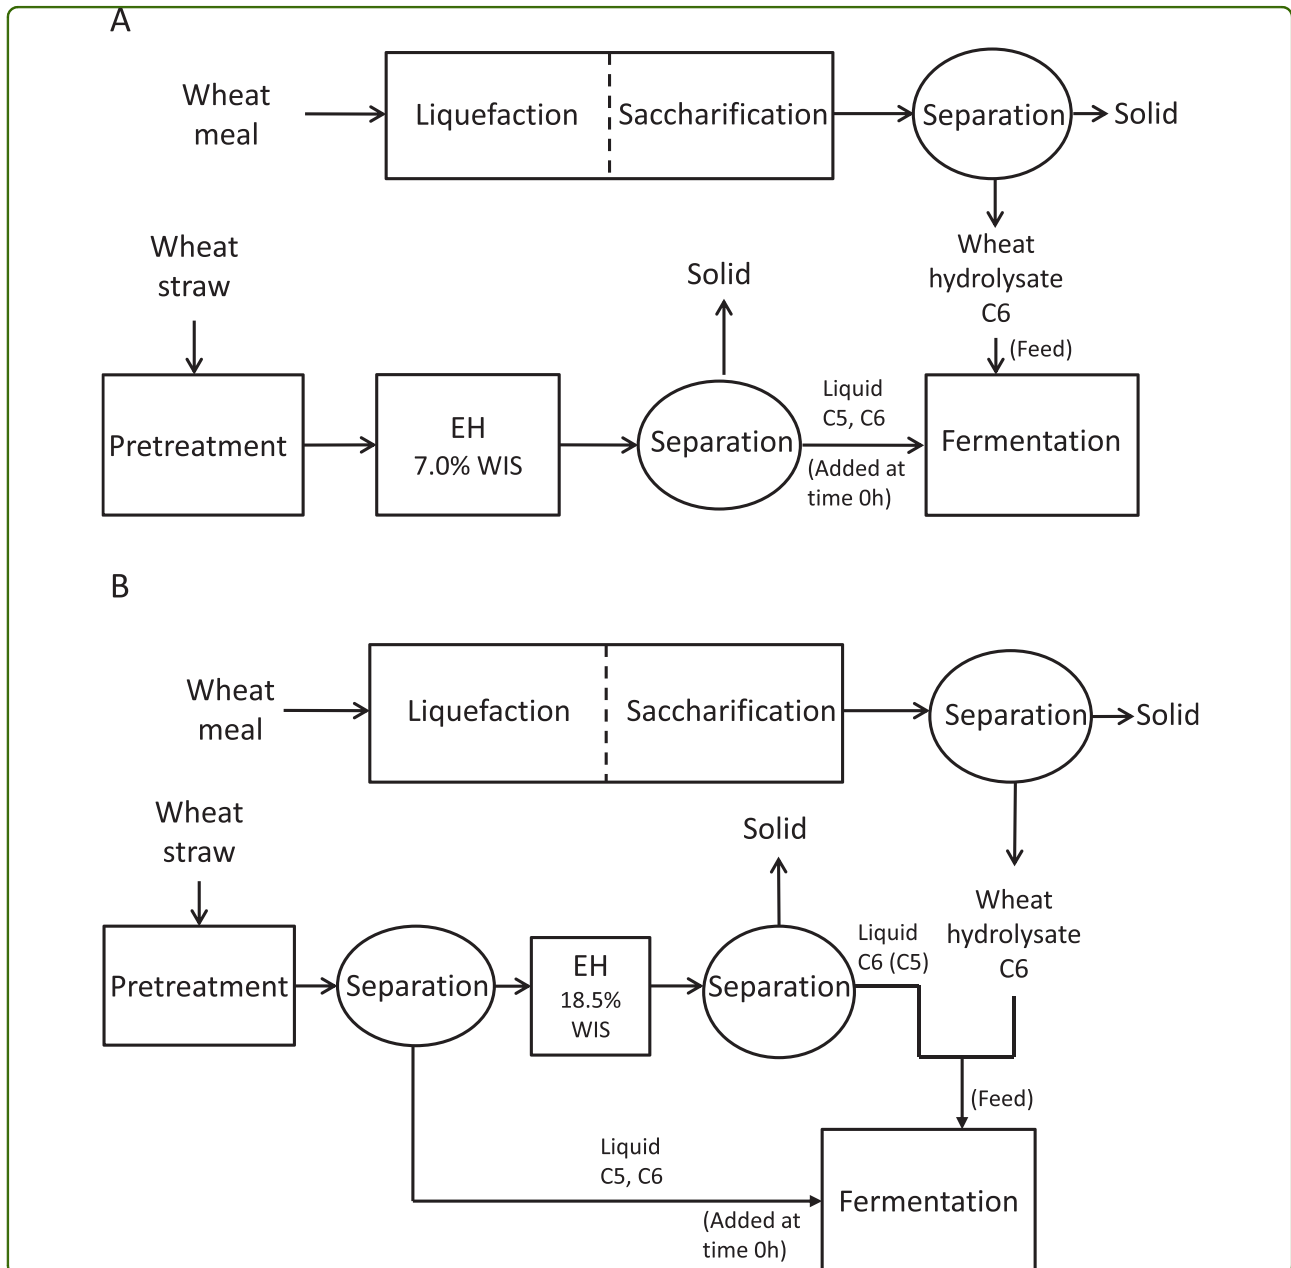 A
Wheat
meal
Liquefaction
Saccharification
Separation
Solid
Wheat
hydrolysate
C6
(Feed)
Wheat
straw
Solid
Pretreatment
EH
7.0% WIS
Separation
Liquid
C5, C6
(Added at
time 0h)
Fermentation
B
Wheat
meal
Liquefaction
Saccharification
Separation
Solid
Wheat
straw
Solid
Wheat
hydrolysate
C6
Pretreatment
Separation
EH
18.5%
WIS
Separation
Liquid
C6 (C5)
(Feed)
Liquid
C5, C6
(Added at
time 0h)
Fermentation